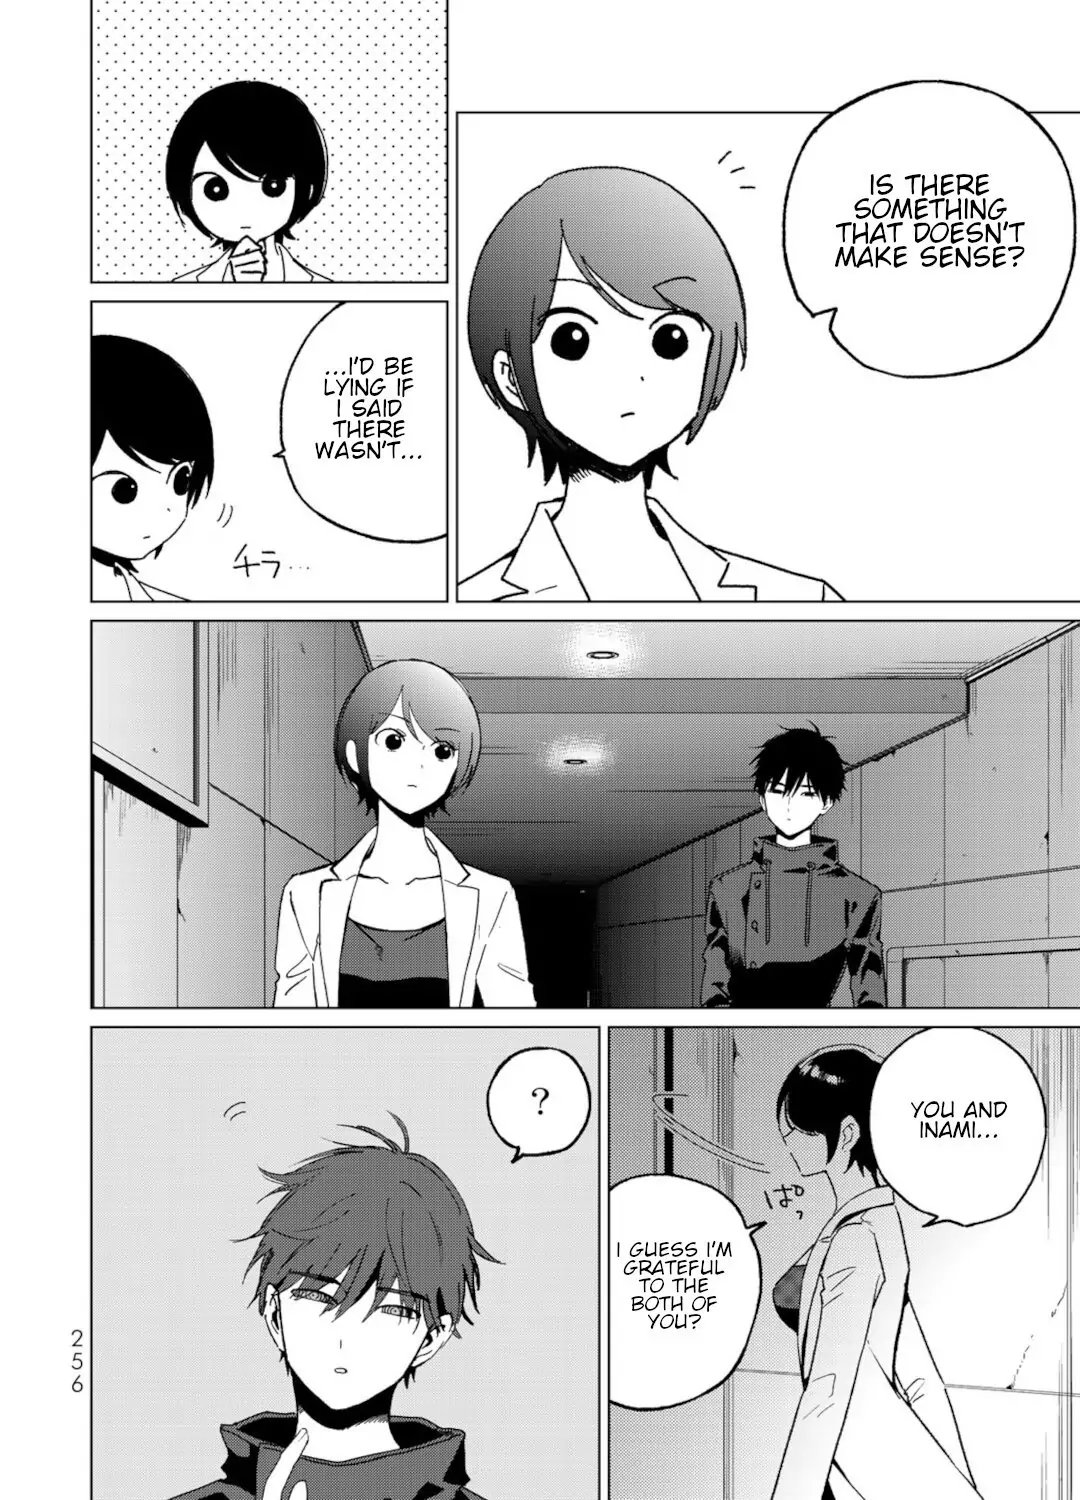 IS THERE
SOMETHING
THAT DOESN'T
MAKE SENSE?
...I'D BE
LYING IF
I SAID
THERE
WASN'T...
チラ…
YOU AND
INAMI...
ぱっ
I GUESS I'M
GRATEFUL
TO THE
BOTH OF
YOU?
?
256